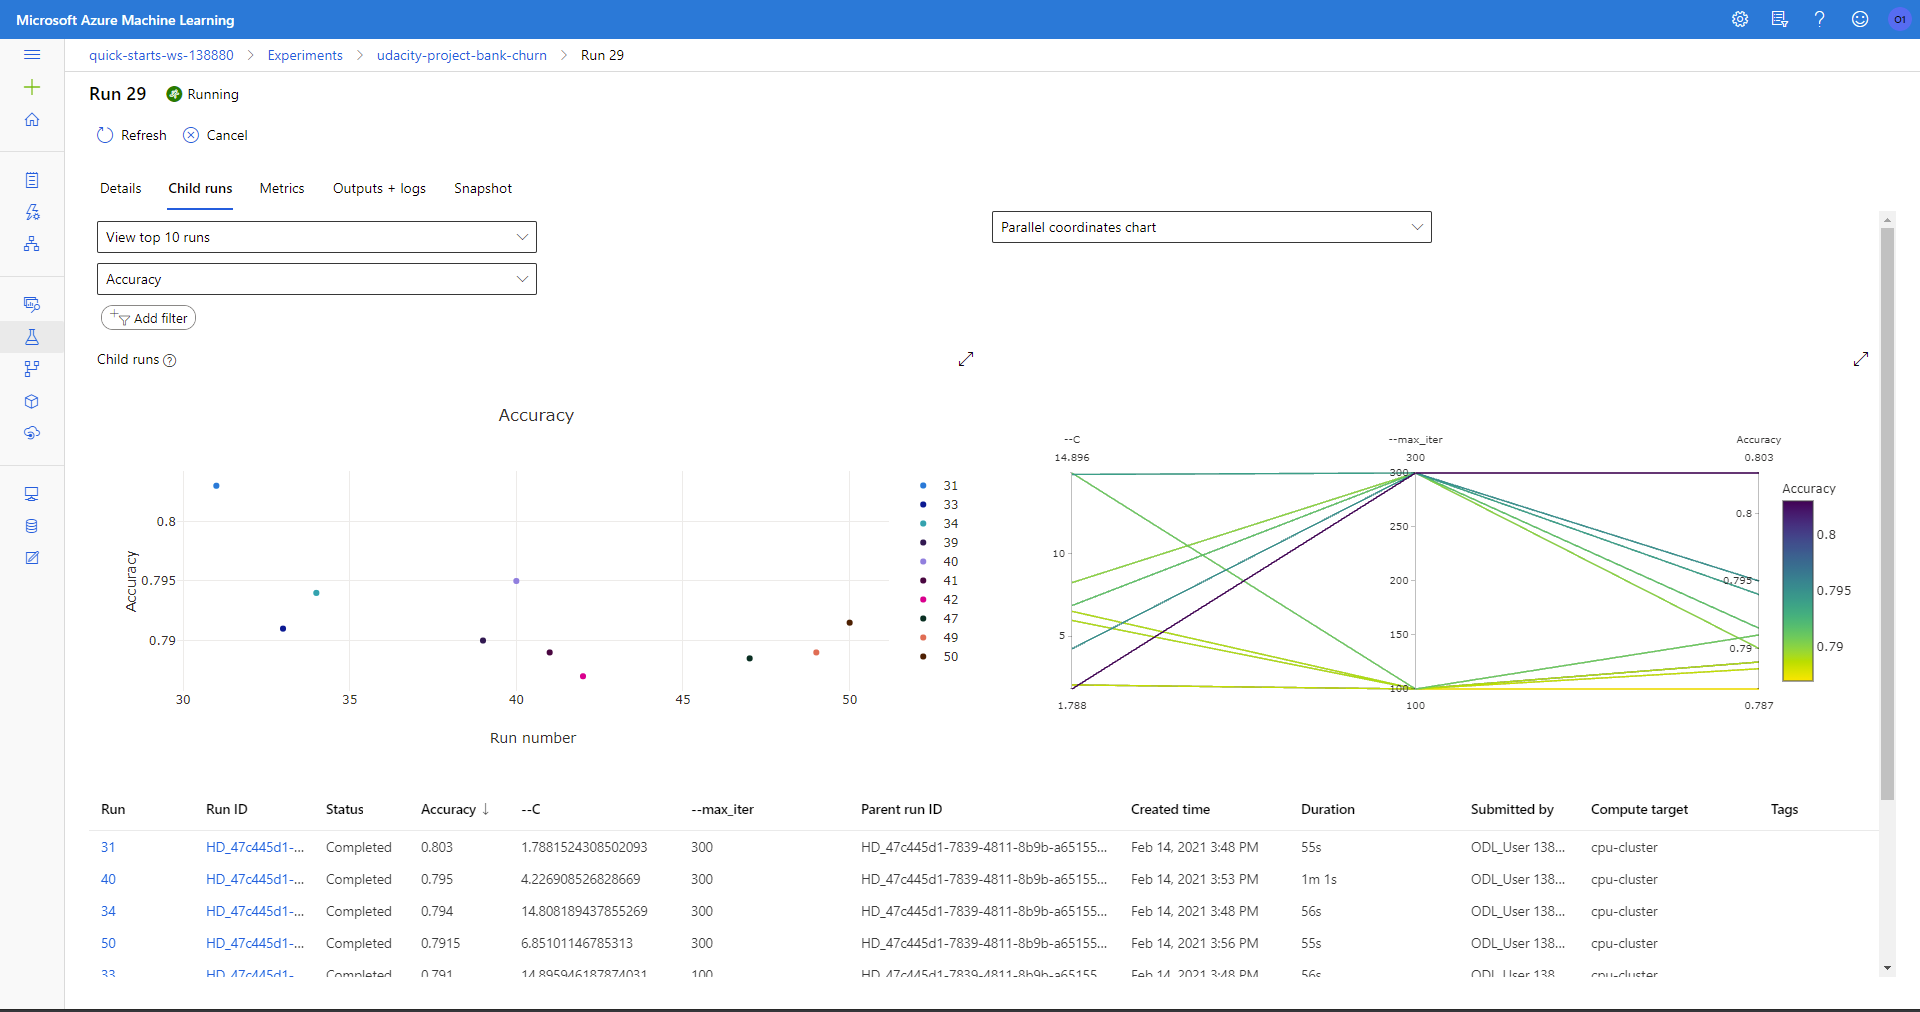 Microsoft Azure Machine Learning
O1
quick-starts-ws-138880 > Experiments > udacity-project-bank-churn > Run 29
Run 29 Running
Refresh Cancel
Details Child runs Metrics Outputs + logs Snapshot
View top 10 runs
Parallel coordinates chart
Accuracy
Add filter
Child runs
Accuracy
0.8
0.795
0.79
Accuracy
30 35 40 45 50
Run number
31
33
34
39
40
41
42
47
49
50
--C --max_iter Accuracy
14.896 300 0.803
10
5
1.788
300
250
200
150
100
100
0.8
0.795
0.79
0.787
Accuracy
0.8
0.795
0.79
Run Run ID Status Accuracy ↓ --C --max_iter Parent run ID Created time Duration Submitted by Compute target Tags
31 HD_47c445d1-... Completed 0.803 1.7881524308502093 300 HD_47c445d1-7839-4811-8b9b-a65155... Feb 14, 2021 3:48 PM 55s ODL_User 138... cpu-cluster
40 HD_47c445d1-... Completed 0.795 4.226908526828669 300 HD_47c445d1-7839-4811-8b9b-a65155... Feb 14, 2021 3:53 PM 1m 1s ODL_User 138... cpu-cluster
34 HD_47c445d1-... Completed 0.794 14.808189437855269 300 HD_47c445d1-7839-4811-8b9b-a65155... Feb 14, 2021 3:48 PM 56s ODL_User 138... cpu-cluster
50 HD_47c445d1-... Completed 0.7915 6.85101146785313 300 HD_47c445d1-7839-4811-8b9b-a65155... Feb 14, 2021 3:56 PM 55s ODL_User 138... cpu-cluster
33 HD_47c445d1- Completed 0.791 14.895946187874031 100 HD_47c445d1-7839-4811-8b9b-a65155 Feb 14, 2021 3:48 PM 56s ODL_User 138 cpu-cluster